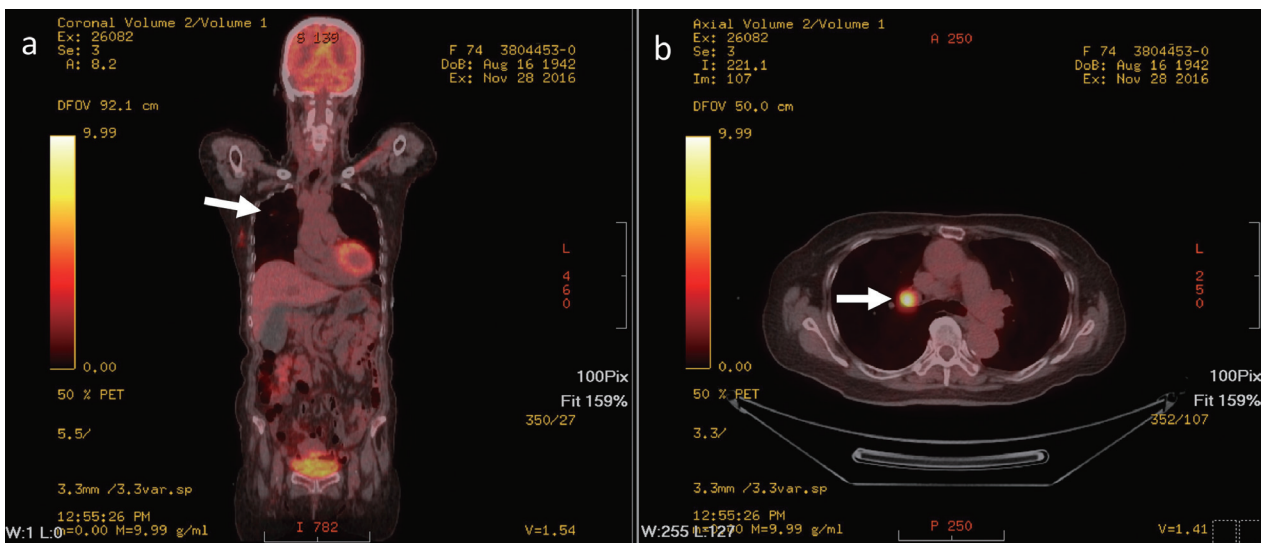 a
Coronal Volume 2/Volume 1
Ex: 26082
Se: 3
A: 8.2
DFOV 92.1 cm
9.99
0.00
50 % PET
5.5/
3.3mm /3.3var.sp
12:55:26 PM
m=0.00 M=9.99 g/ml
W:1 L:0
S 139
F 74 3804453-0
DoB: Aug 16 1942
Ex: Nov 28 2016
L
4
6
0
100Pix
Fit 159%
350/27
I 782
V=1.54
b
Axial Volume 2/Volume 1
Ex: 26082
Se: 3
I: 221.1
Im: 107
DFOV 50.0 cm
9.99
0.00
50 % PET
3.3/
3.3mm /3.3var.sp
12:55:26 PM
m=0.00 M=9.99 g/ml
W:255 L:127
A 250
F 74 3804453-0
DoB: Aug 16 1942
Ex: Nov 28 2016
L
2
5
0
100Pix
Fit 159%
352/107
P 250
V=1.41